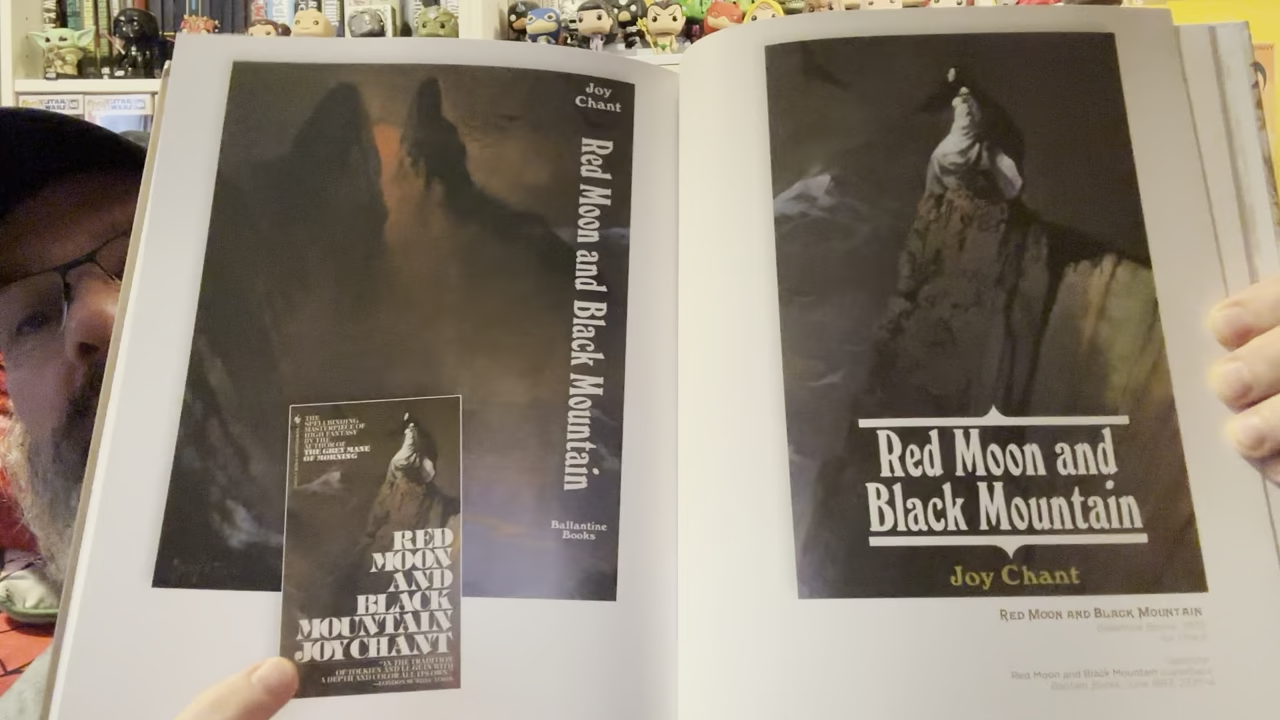 Joy
Chant
Red Moon and Black Mountain
Ballantine
Books
THE
SPELLBINDING
MASTERPIECE OF
HIGH FANTASY
BY THE
AUTHOR OF
THE GREY MANE
OF MORNING
RED
MOON
AND
BLACK
MOUNTAIN
JOY CHANT
"IN THE TRADITION
OF TOLKIEN AND LE GUIN WITH
A DEPTH AND COLOR ALL ITS OWN."
Red Moon and
Black Mountain
Joy Chant
RED MOON AND BLACK MOUNTAIN
Red Moon and Black Mountain
STAR
WARS